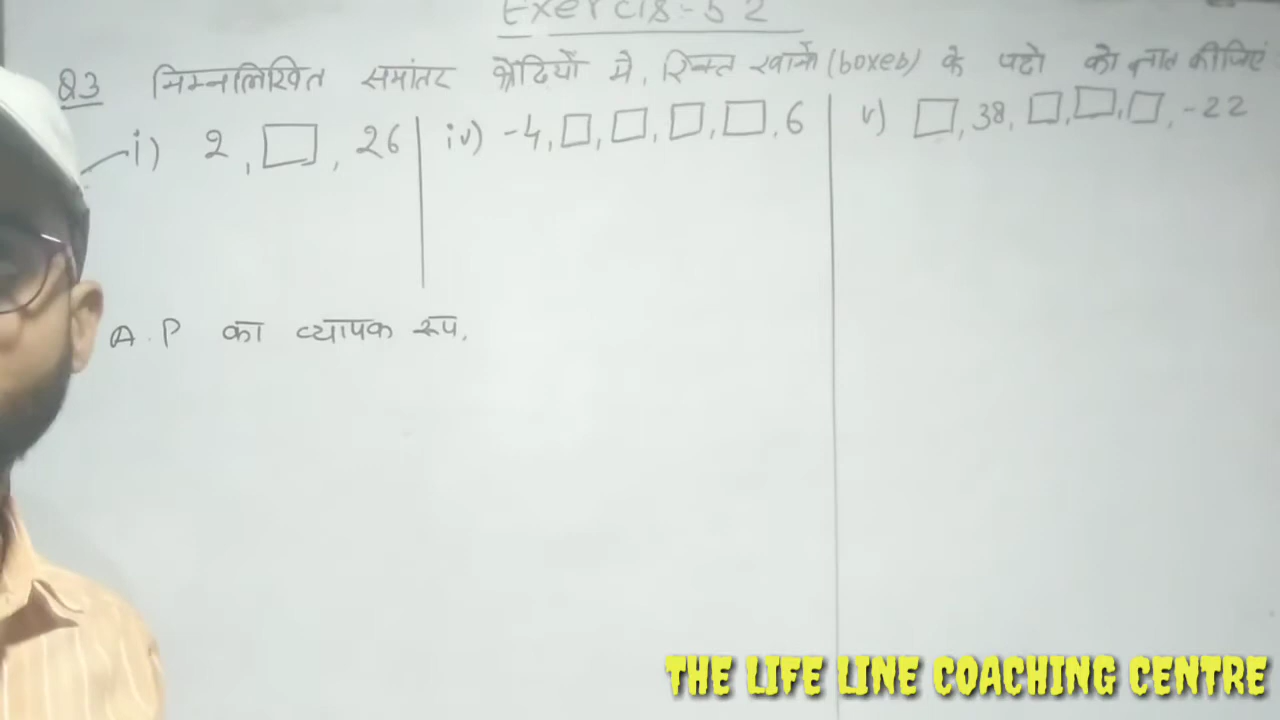 Exercis-5 2
Q3 निम्नलिखित समांतर श्रेढियों मे, रिक्त खानों (boxes) के पदो को ज्ञात कीजिए
i) 2, □, 26
iv) -4, □, □, □, □, 6
v) □, 38, □, □, □, -22
A.P का व्यापक रूप.
THE LIFE LINE COACHING CENTRE